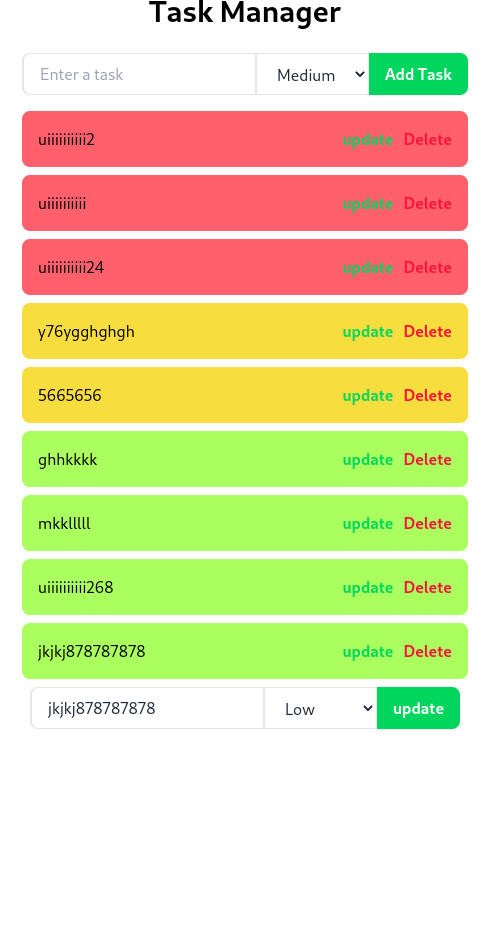 Task Manager
Enter a task Medium Add Task
uiiiiiiiiii2 update Delete
uiiiiiiiiii update Delete
uiiiiiiiiii24 update Delete
y76ygghghgh update Delete
5665656 update Delete
ghhkkkk update Delete
mkklllll update Delete
uiiiiiiiiii268 update Delete
jkjkj878787878 update Delete
jkjkj878787878 Low update